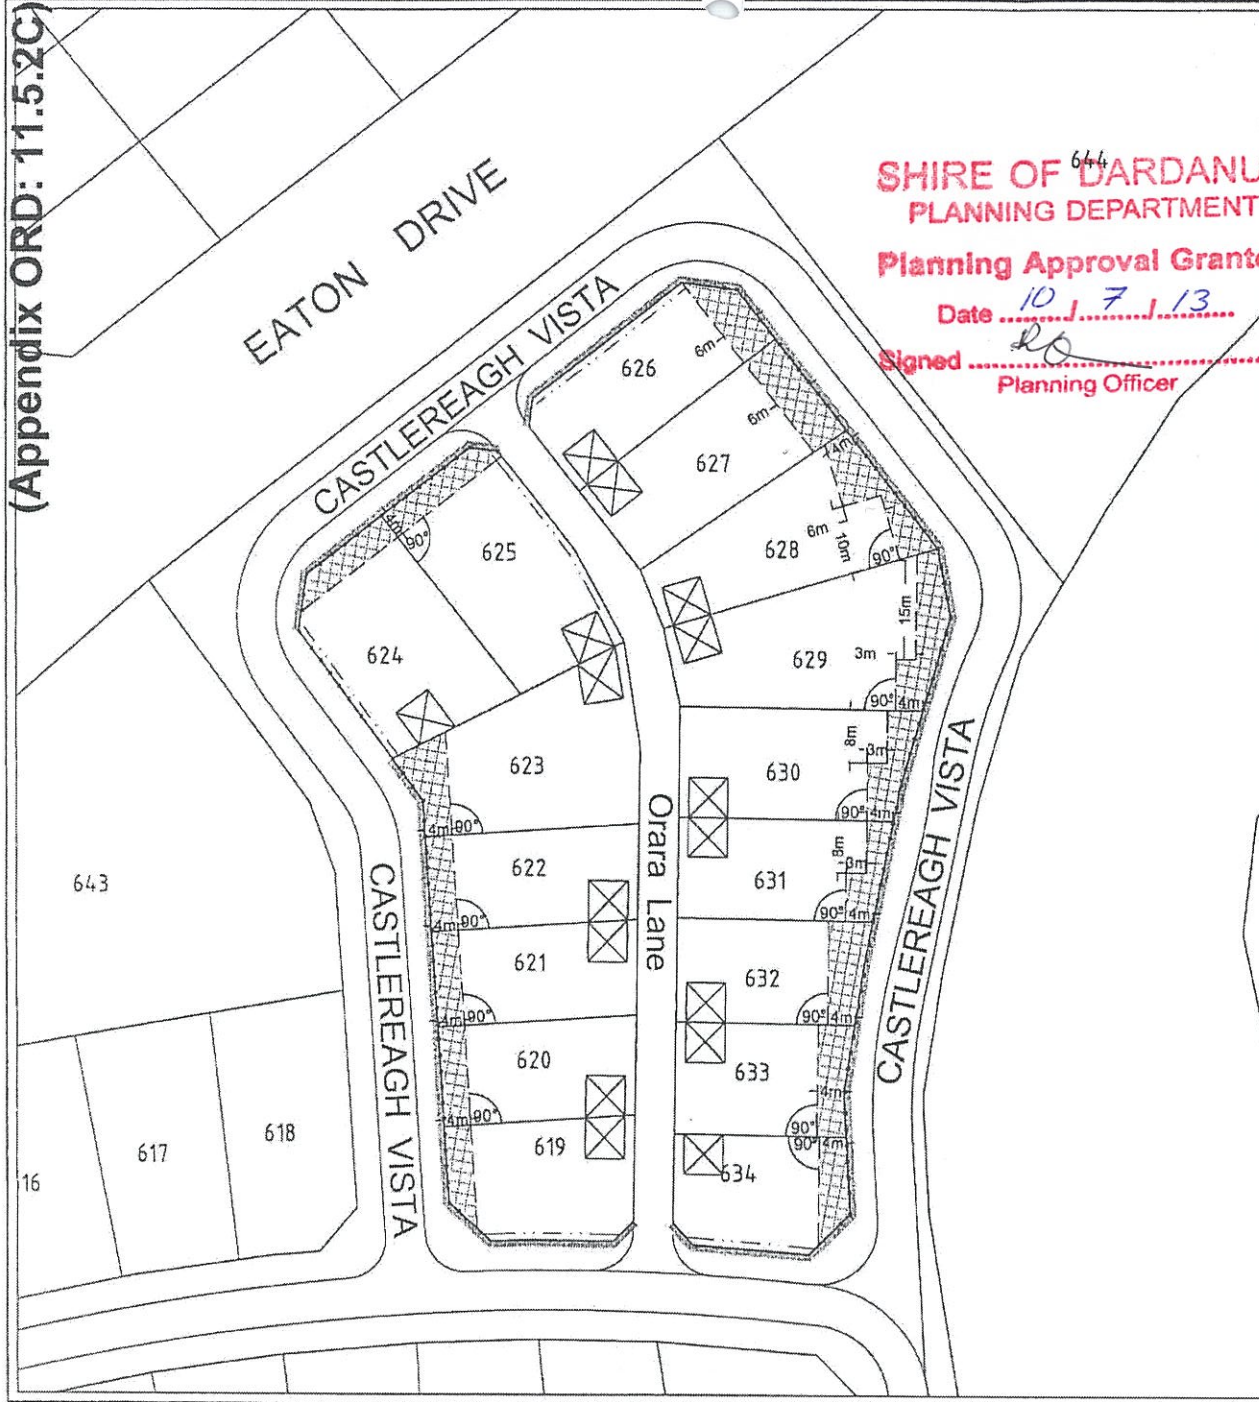 (Appendix ORD: 11.5.2C)
EATON DRIVE
644
SHIRE OF DARDANU
PLANNING DEPARTMENT
Planning Approval Grante
Date 10 / 7 / 13
Signed
Planning Officer
CASTLEREAGH VISTA
626
6m
627
6m
4m
628
6m
10m
90°
625
4m
90°
624
629
15m
3m
90°
4m
623
4m
90°
630
8m
3m
90°
4m
Orara Lane
622
4m
90°
631
8m
3m
90°
4m
CASTLEREAGH VISTA
643
CASTLEREAGH VISTA
621
4m
90°
632
90°
4m
620
4m
90°
633
4m
90°
90°
4m
619
634
618
617
16